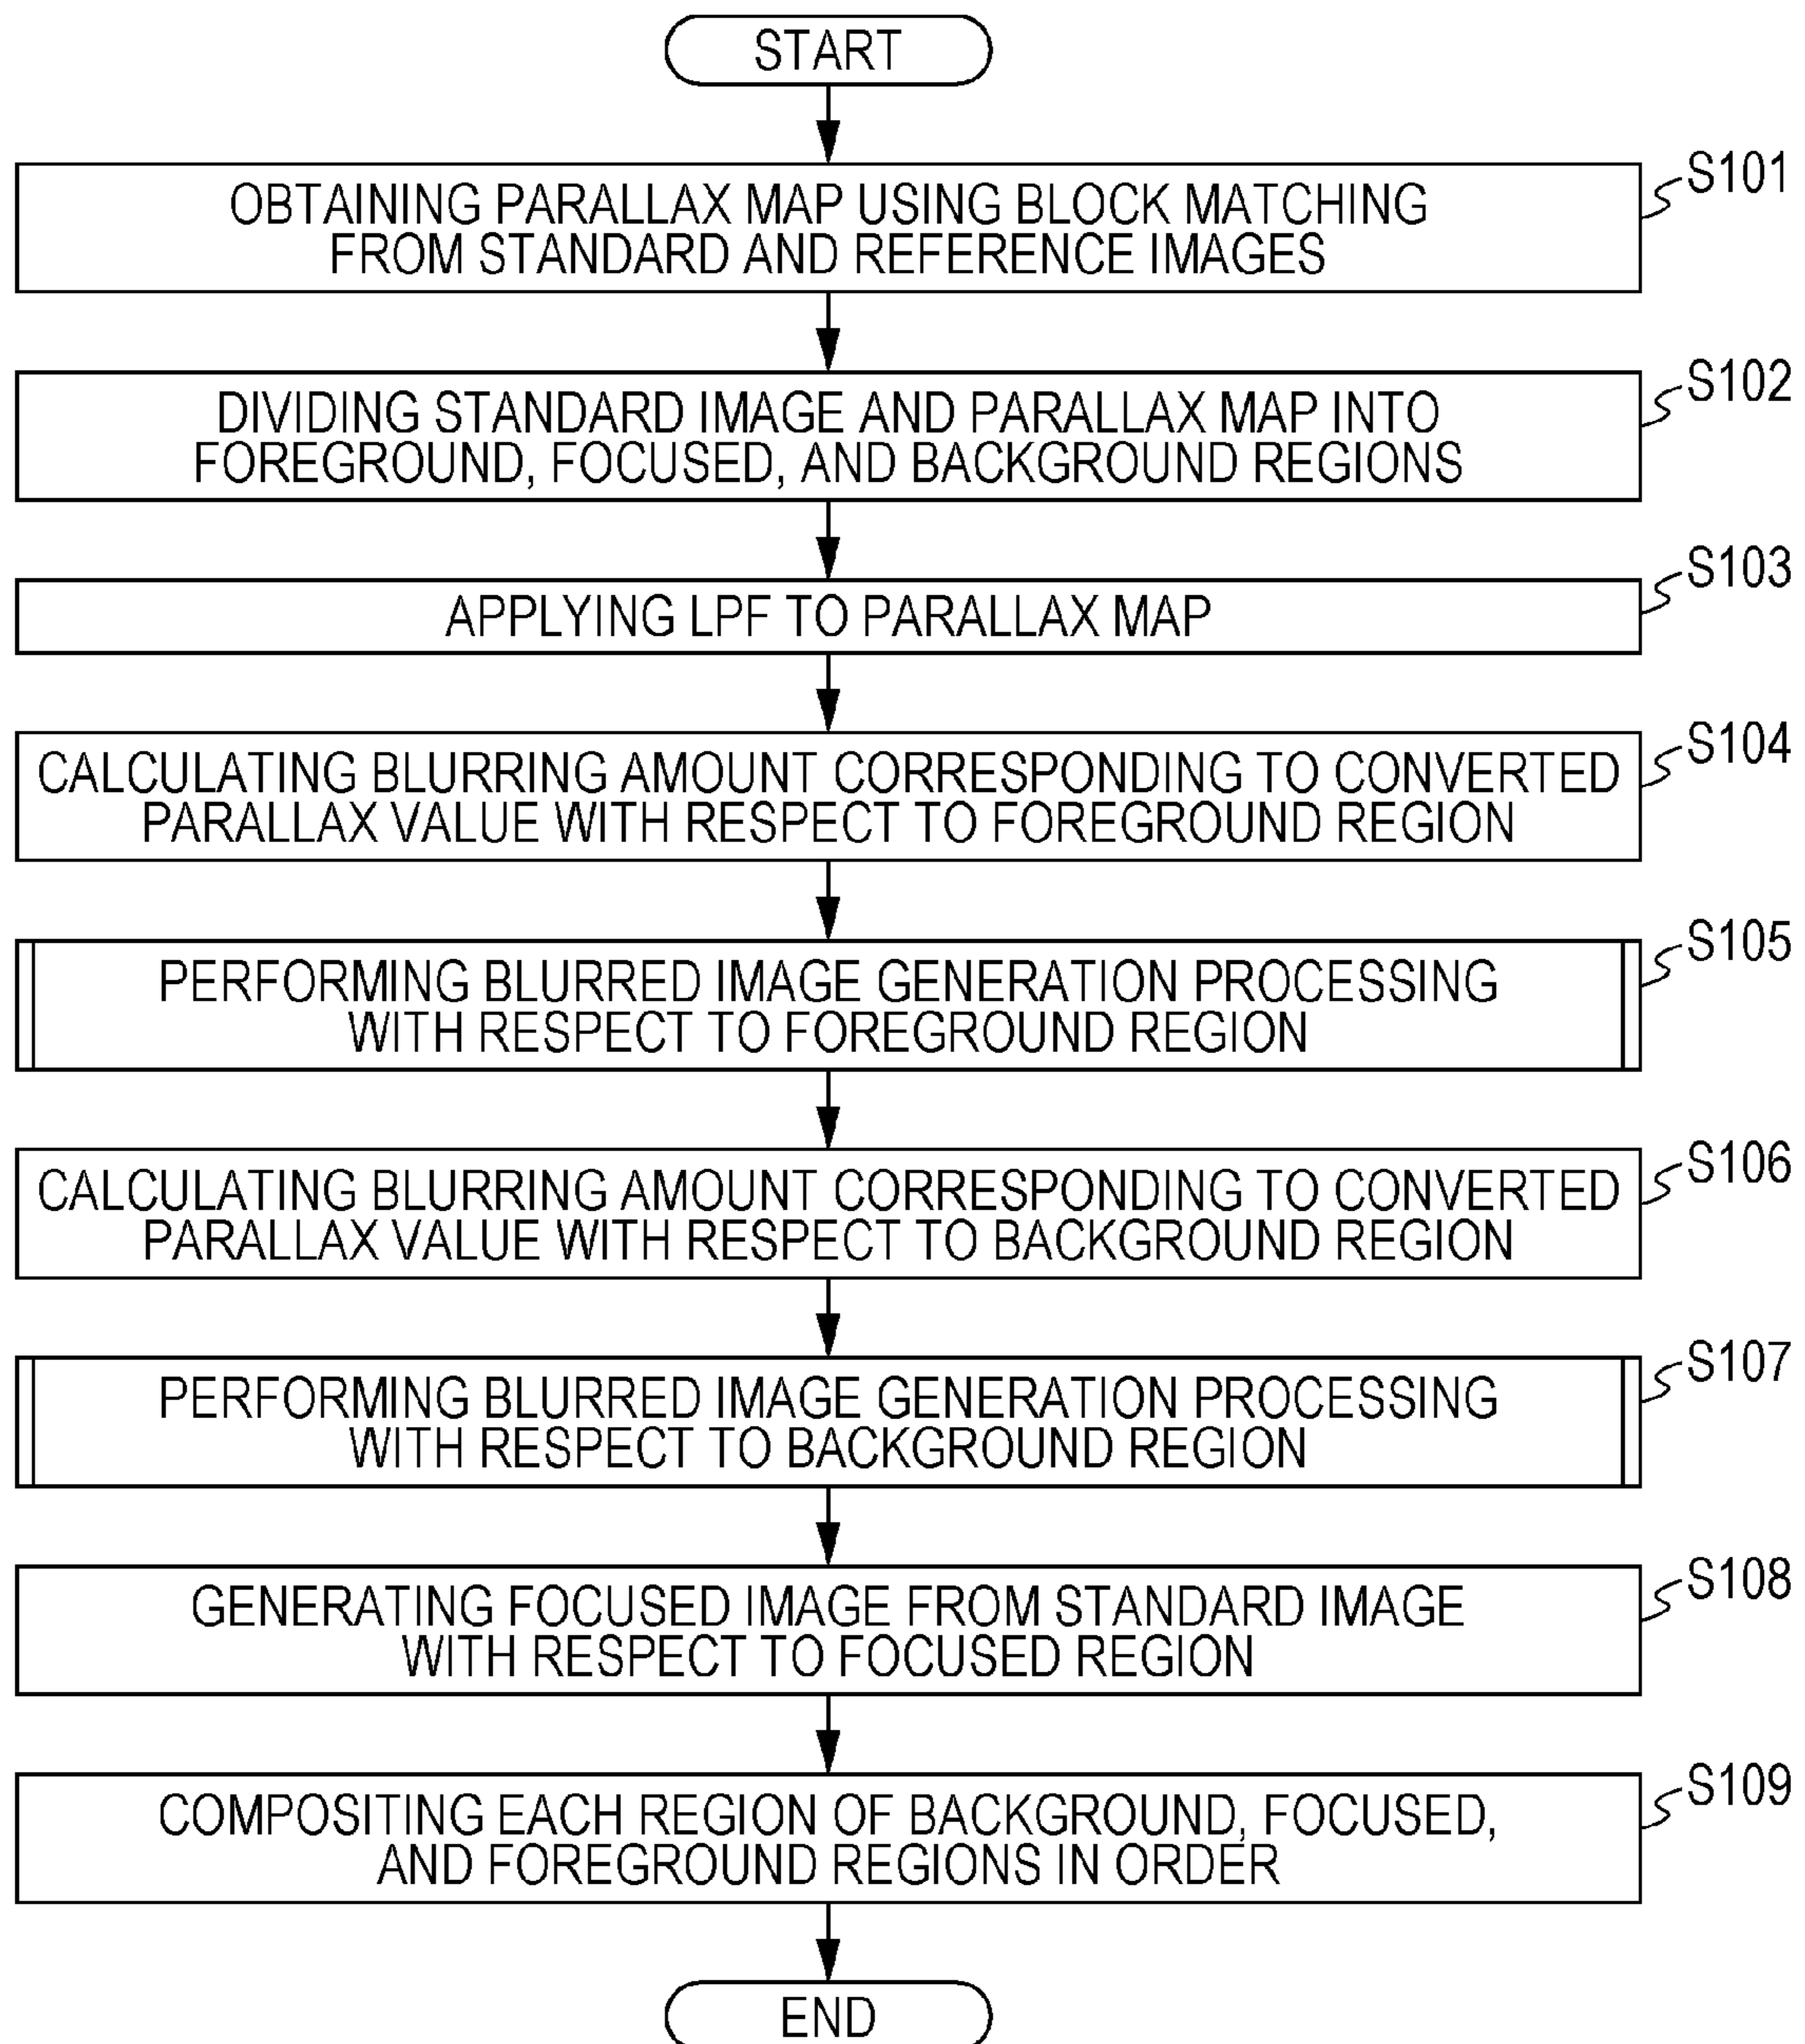 START
S101
OBTAINING PARALLAX MAP USING BLOCK MATCHING
FROM STANDARD AND REFERENCE IMAGES
S102
DIVIDING STANDARD IMAGE AND PARALLAX MAP INTO
FOREGROUND, FOCUSED, AND BACKGROUND REGIONS
S103
APPLYING LPF TO PARALLAX MAP
S104
CALCULATING BLURRING AMOUNT CORRESPONDING TO CONVERTED
PARALLAX VALUE WITH RESPECT TO FOREGROUND REGION
S105
PERFORMING BLURRED IMAGE GENERATION PROCESSING
WITH RESPECT TO FOREGROUND REGION
S106
CALCULATING BLURRING AMOUNT CORRESPONDING TO CONVERTED
PARALLAX VALUE WITH RESPECT TO BACKGROUND REGION
S107
PERFORMING BLURRED IMAGE GENERATION PROCESSING
WITH RESPECT TO BACKGROUND REGION
S108
GENERATING FOCUSED IMAGE FROM STANDARD IMAGE
WITH RESPECT TO FOCUSED REGION
S109
COMPOSITING EACH REGION OF BACKGROUND, FOCUSED,
AND FOREGROUND REGIONS IN ORDER
END